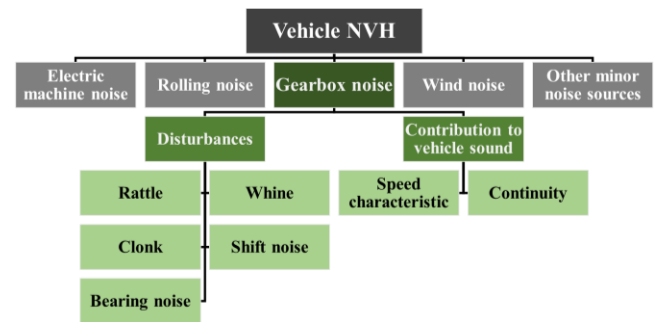 Vehicle NVH
Electric
machine noise
Rolling noise
Gearbox noise
Wind noise
Other minor
noise sources
Disturbances
Contribution to
vehicle sound
Rattle
Whine
Speed
characteristic
Continuity
Clonk
Shift noise
Bearing noise